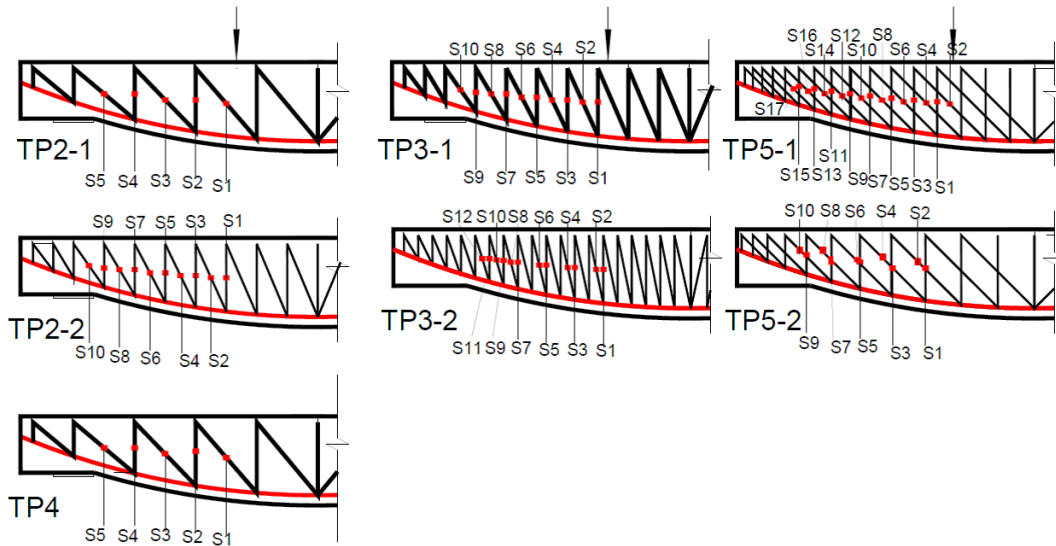 S10 S8 S6 S4 S2
S16 S12 S8
S14 S10 S6 S4 S2
S17
TP2-1
TP3-1
TP5-1
S5 S4 S3 S2 S1
S9 S7 S5 S3 S1
S11
S15 S13 S9 S7 S5 S3 S1
S9 S7 S5 S3 S1
S12 S10 S8 S6 S4 S2
S10 S8 S6 S4 S2
TP2-2
TP3-2
TP5-2
S10 S8 S6 S4 S2
S11 S9 S7 S5 S3 S1
S9 S7 S5 S3 S1
TP4
S5 S4 S3 S2 S1